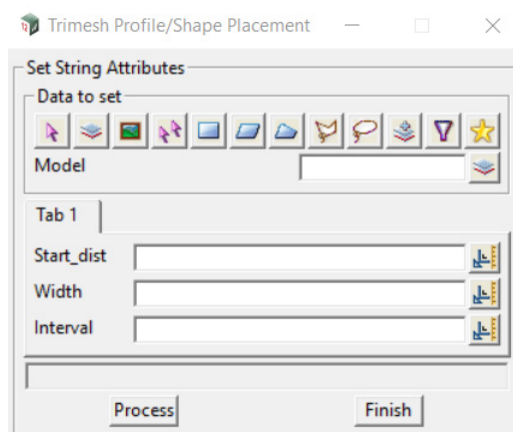 Trimesh Profile/Shape Placement
Set String Attributes
Data to set
Model
Tab 1
Start_dist
Width
Interval
Process Finish